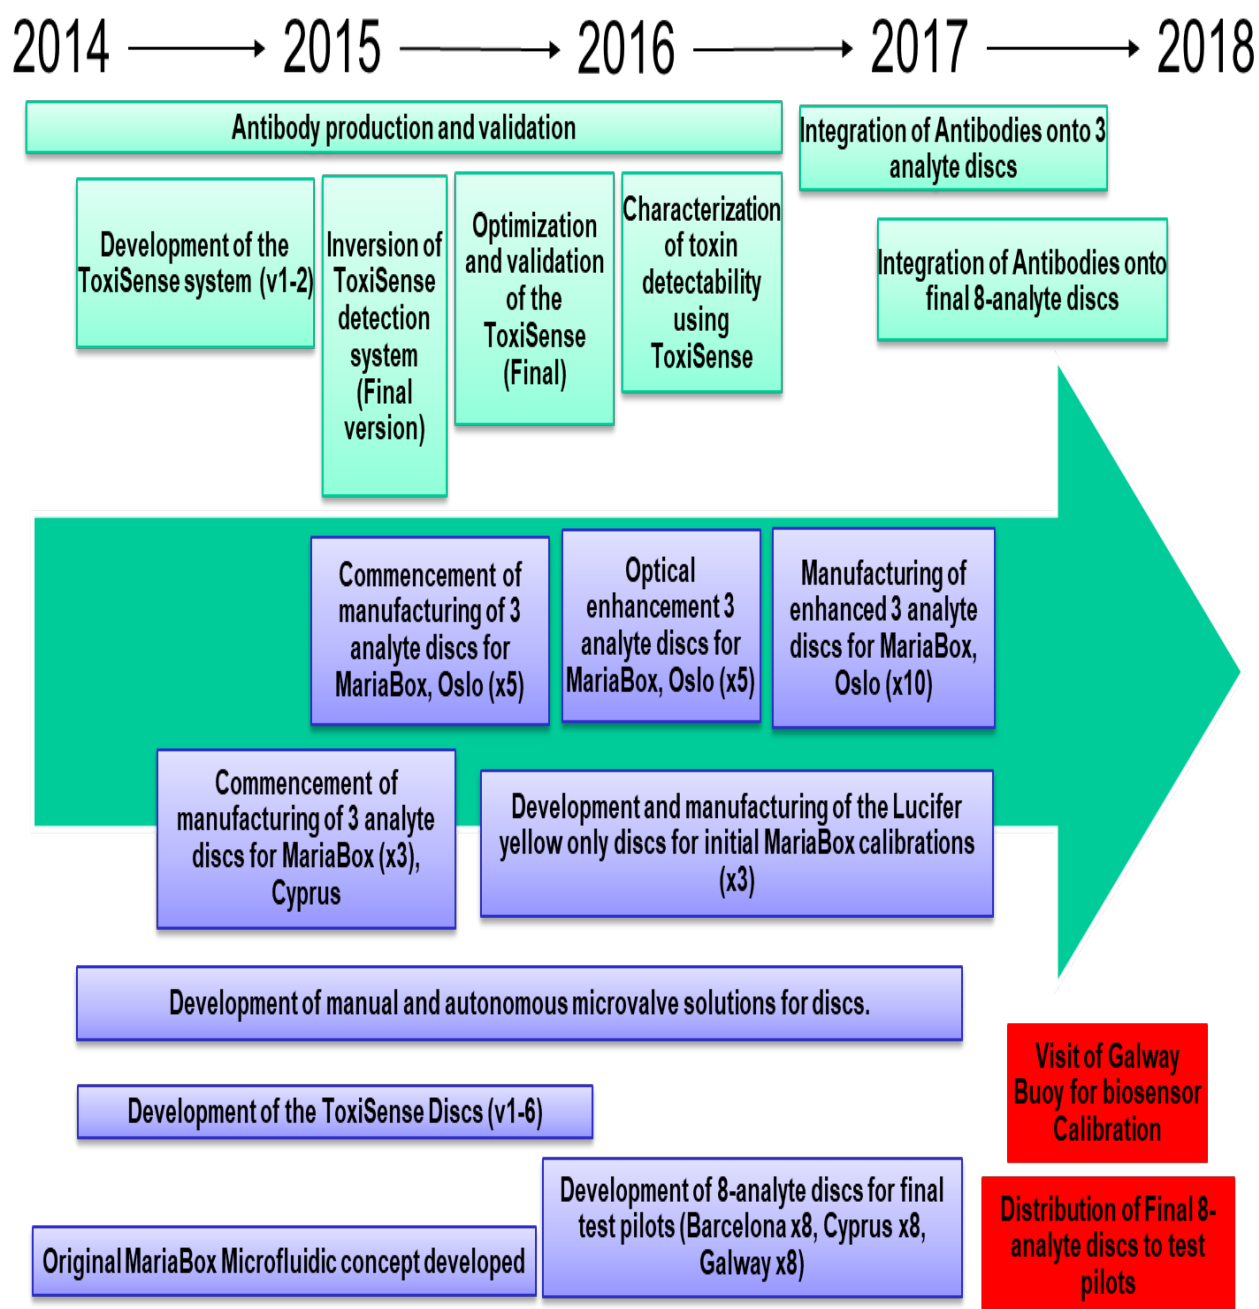 2014 2015 2016 2017 2018
Antibody production and validation
Integration of Antibodies onto 3
analyte discs
Development of the
ToxiSense system (v1-2)
Inversion of
ToxiSense
detection
system
(Final
version)
Optimization
and validation
of the
ToxiSense
(Final)
Characterization
of toxin
detectability
using
ToxiSense
Integration of Antibodies onto
final 8-analyte discs
Commencement of
manufacturing of 3
analyte discs for
MariaBox, Oslo (x5)
Optical
enhancement 3
analyte discs for
MariaBox, Oslo (x5)
Manufacturing of
enhanced 3 analyte
discs for MariaBox,
Oslo (x10)
Commencement of
manufacturing of 3 analyte
discs for MariaBox (x3),
Cyprus
Development and manufacturing of the Lucifer
yellow only discs for initial MariaBox calibrations
(x3)
Development of manual and autonomous microvalve solutions for discs.
Visit of Galway
Buoy for biosensor
Calibration
Development of the ToxiSense Discs (v1-6)
Development of 8-analyte discs for final
test pilots (Barcelona x8, Cyprus x8,
Galway x8)
Distribution of Final 8-
analyte discs to test
pilots
Original MariaBox Microfluidic concept developed